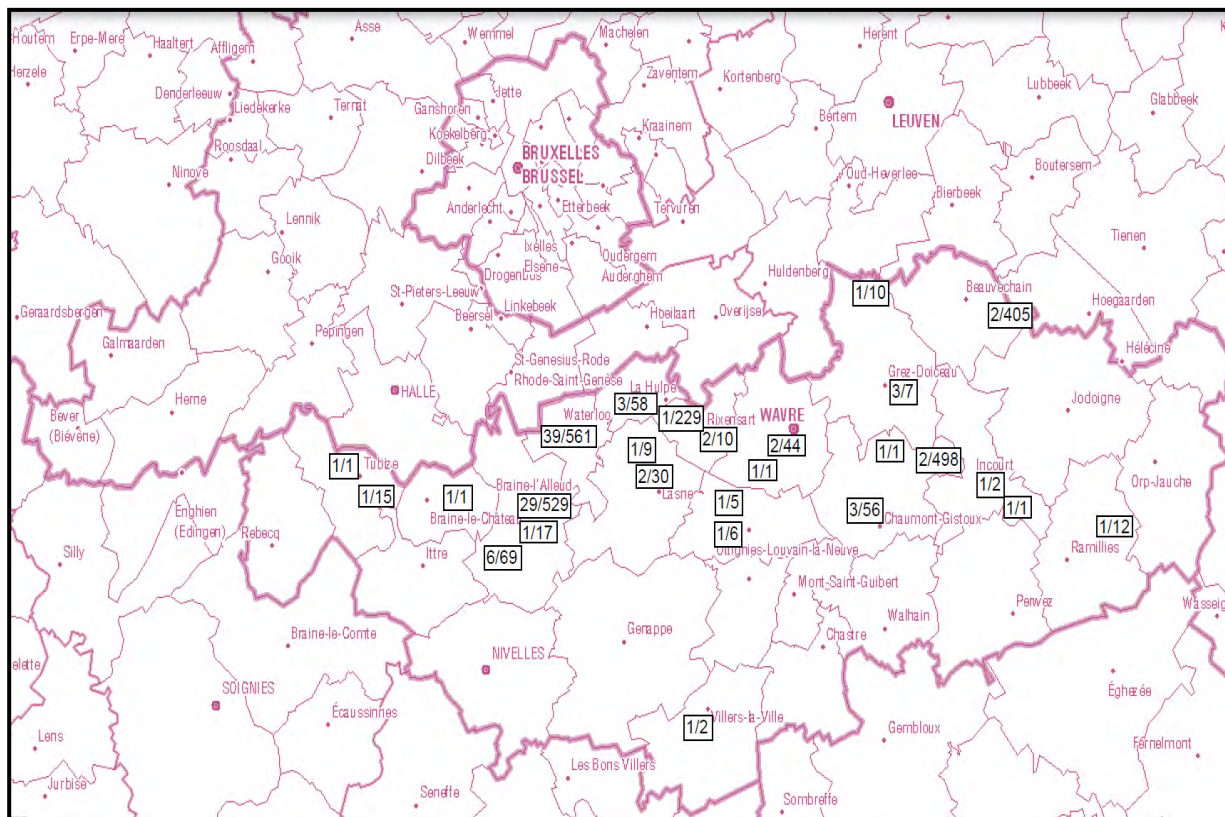 Asse
Wemmel
Machelen
Herent
-Houtem
Erpe-Mere
Haaltert
Affligem
Herzele
Zaventem
Kortenberg
Lubbeek
Denderleeuw
Liedekerke
Ternat
Jette
Ganshoren
Koekelberg
Kraainem
Bertem
LEUVEN
Glabbeek
Roosdaal
Dilbeek
BRUXELLES
BRUSSEL
Boutersem
Ninove
Oud-Heverlee
Bierbeek
Anderlecht
Etterbeek
Tervuren
Lennik
Tienen
Gooik
Ixelles
Elsene
Oudergem
Auderghem
Drogenbos
Huldenberg
St-Pieters-Leeuw
Linkebeek
1/10
Beauvechain
Hoegaarden
Geraardsbergen
Beersel
Hoeilaart
Overijse
2/405
Pepingen
Galmaarden
St-Genesius-Rode
Rhode-Saint-Genèse
Hélécine
HALLE
La Hulpe
Grez-Doiceau
3/7
Bever
(Biévène)
Herne
3/58
Waterloo
1/229
Rixensart
WAVRE
Jodoigne
39/561
2/10
2/44
1/9
1/1
2/498
1/1
Tubize
2/30
1/1
Incourt
1/2
Orp-Jauche
1/15
1/1
Braine-l'Alleud
29/529
Lasne
1/5
3/56
1/1
Enghien
(Edingen)
Rebecq
Braine-le-Château
1/17
1/6
Chaumont-Gistoux
1/12
Silly
Ittre
6/69
Ottignies-Louvain-la-Neuve
Ramillies
Mont-Saint-Guibert
Braine-le-Comte
Genappe
Walhain
Perwez
Chastre
NIVELLES
SOIGNIES
Éghezée
Écaussinnes
Villers-la-Ville
1/2
Gembloux
Lens
Fernelmont
Jurbise
Seneffe
Les Bons Villers
Sombreffe